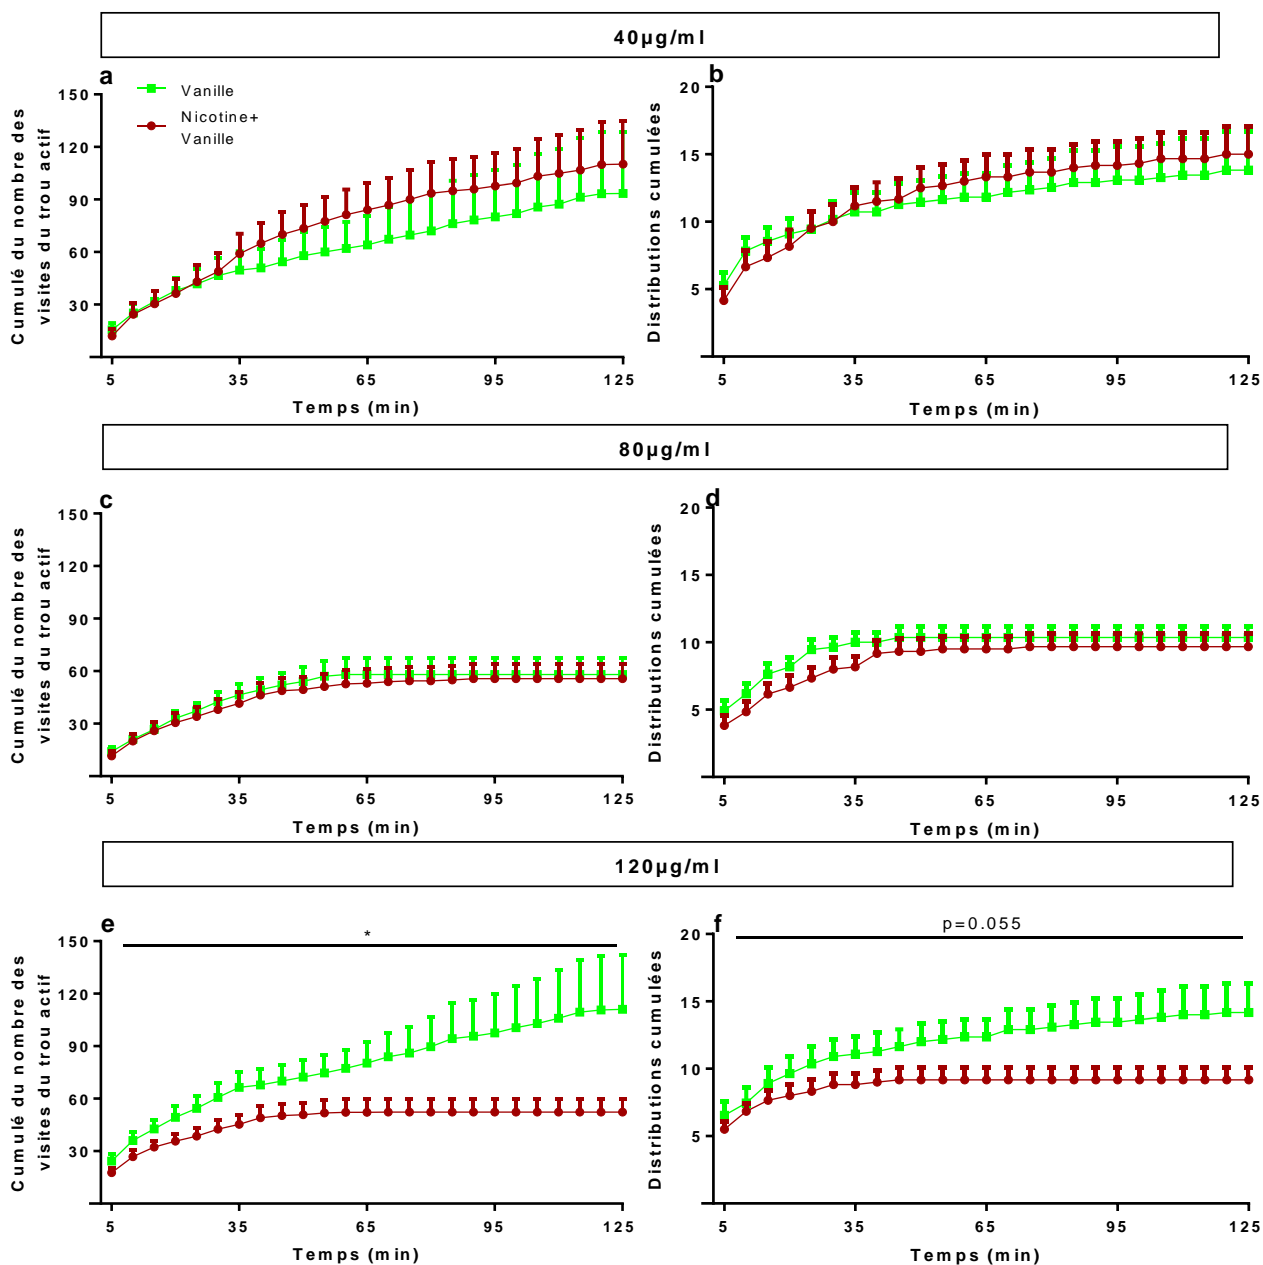 40µg/ml
a
Vanille
Nicotine+
Vanille
Cumulé du nombre des
visites du trou actif
150
120
90
60
30
5 35 65 95 125
Temps (min)
b
Distributions cumulées
20
15
10
5
5 35 65 95 125
Temps (min)
80µg/ml
c
Cumulé du nombre des
visites du trou actif
150
120
90
60
30
5 35 65 95 125
Temps (min)
d
Distributions cumulées
20
15
10
5
5 35 65 95 125
Temps (min)
120µg/ml
e
*
Cumulé du nombre des
visites du trou actif
150
120
90
60
30
5 35 65 95 125
Temps (min)
f
p=0.055
Distributions cumulées
20
15
10
5
5 35 65 95 125
Temps (min)